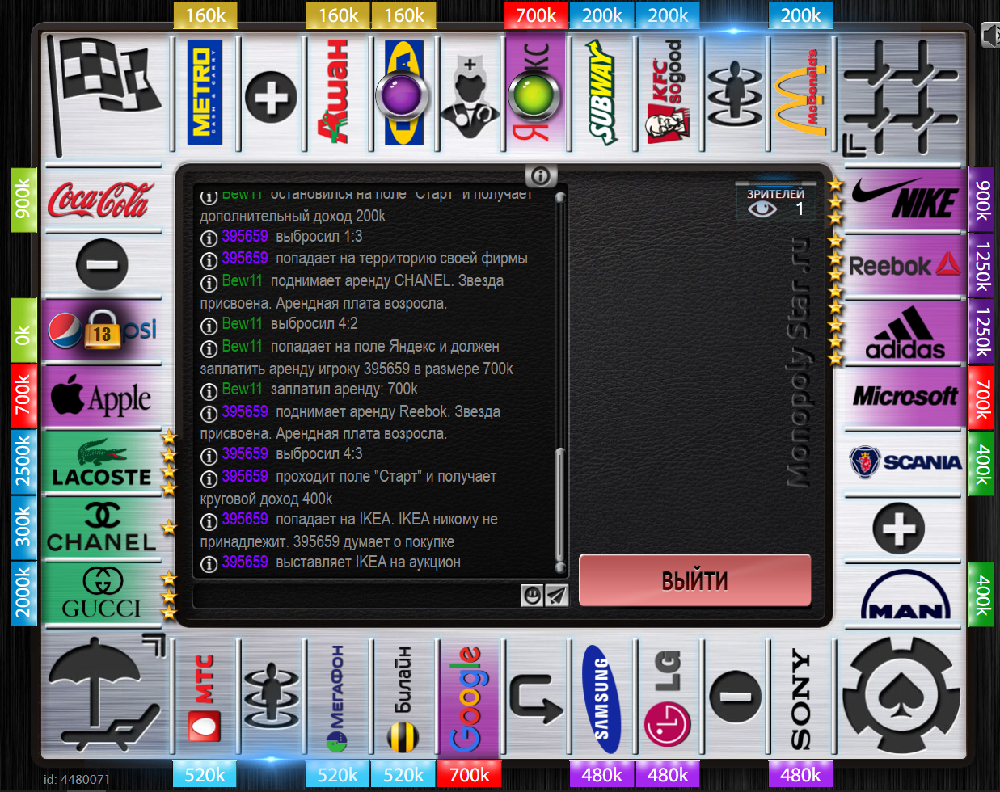 160k
160k
160k
700k
200k
200k
200k
METRO
CASH & CARRY
Ашан
А
Я
КС
SUBWAY
KFC
sogood
McDonald's
900k
Coca-Cola
NIKE
900k
Reebok
1250k
0k
13
psi
adidas
1250k
700k
Apple
Microsoft
700k
2500k
LACOSTE
SCANIA
400k
300k
CHANEL
2000k
GUCCI
MAN
400k
Bew11 остановился на поле "Старт" и получает
дополнительный доход 200k
395659 выбросил 1:3
395659 попадает на территорию своей фирмы
Bew11 поднимает аренду CHANEL. Звезда
присвоена. Арендная плата возросла.
Bew11 выбросил 4:2
Bew11 попадает на поле Яндекс и должен
заплатить аренду игроку 395659 в размере 700k
Bew11 заплатил аренду: 700k
395659 поднимает аренду Reebok. Звезда
присвоена. Арендная плата возросла.
395659 выбросил 4:3
395659 проходит поле "Старт" и получает
круговой доход 400k
395659 попадает на IKEA. IKEA никому не
принадлежит. 395659 думает о покупке
395659 выставляет IKEA на аукцион
ЗРИТЕЛЕЙ
1
Monopoly Star .ru
ВЫЙТИ
МТС
МЕГАФОН
Билайн
Google
SAMSUNG
LG
SONY
520k
520k
520k
700k
480k
480k
480k
id: 4480071